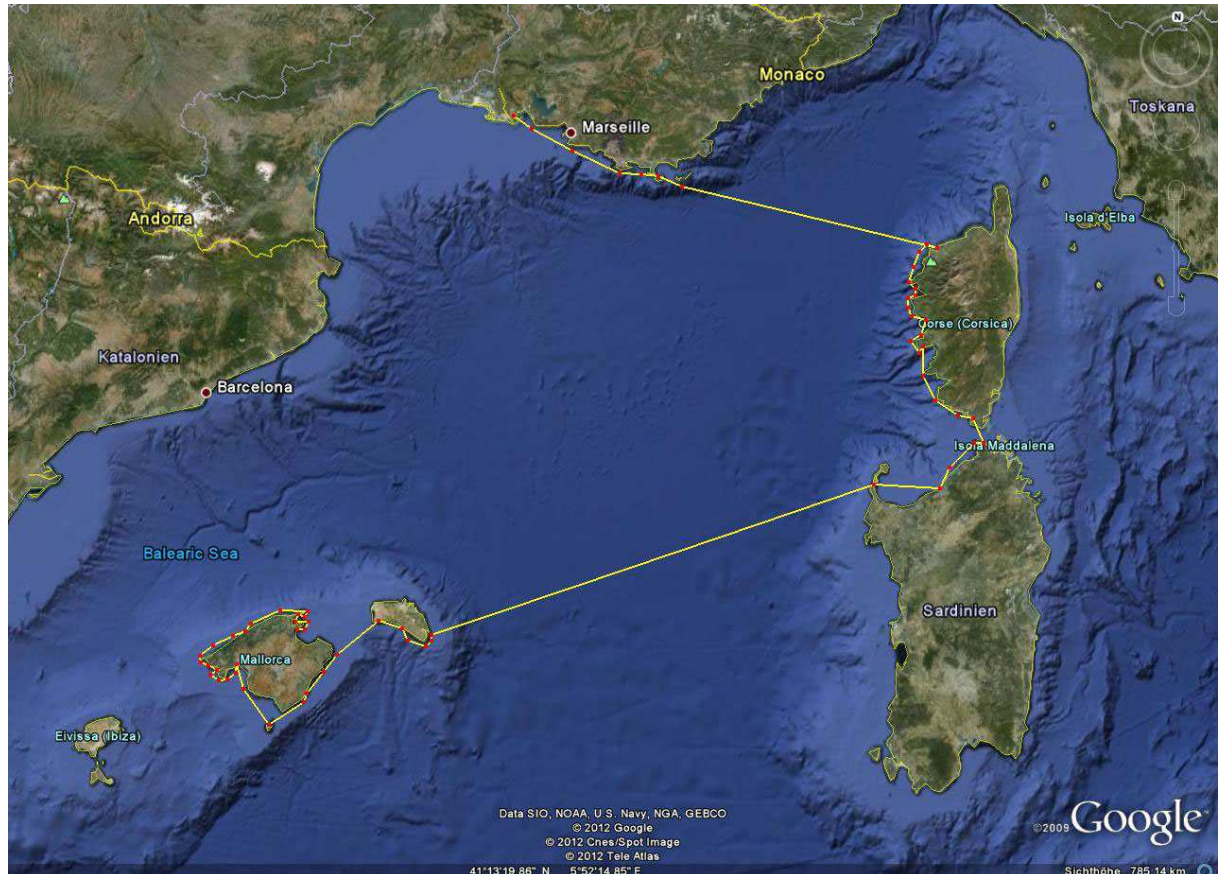 N
Monaco
Toskana
Marseille
Isola d'Elba
Andorra
Corse (Corsica)
Katalonien
Barcelona
Isola Maddalena
Balearic Sea
Sardinien
Mallorca
Eivissa (Ibiza)
Data SIO, NOAA, U.S. Navy, NGA, GEBCO
© 2012 Google
© 2012 Cnes/Spot Image
© 2012 Tele Atlas
©2009 Google
41°13'19.86" N 5°52'14.85" E
Sichthöhe 785.14 km